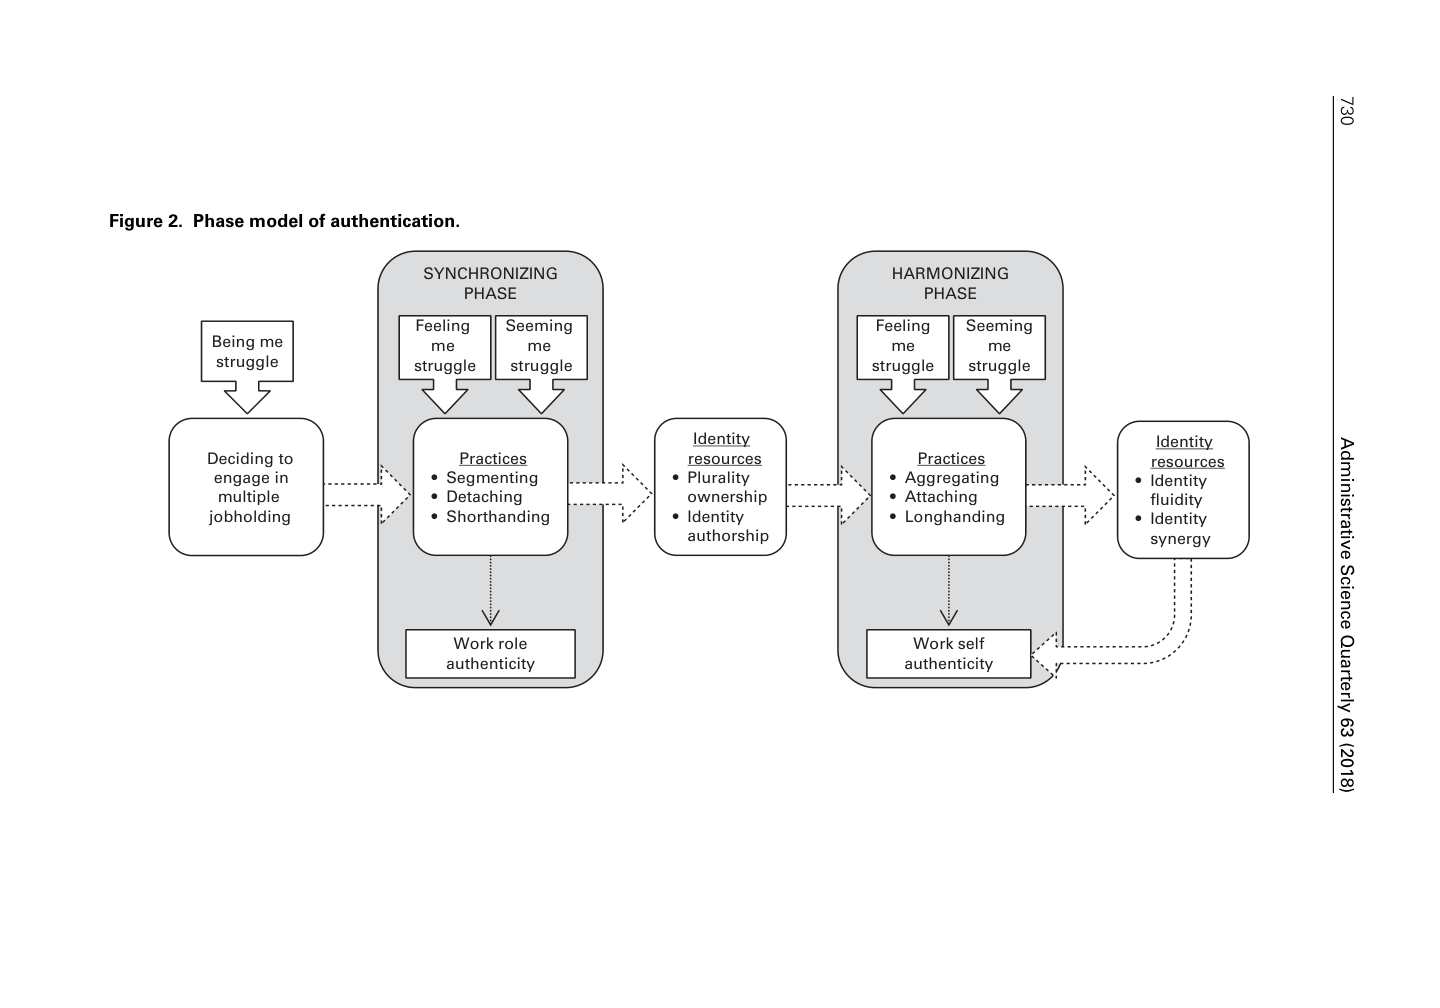 730
Administrative Science Quarterly 63 (2018)
Figure 2. Phase model of authentication.
Being me
struggle
Deciding to
engage in
multiple
jobholding
SYNCHRONIZING
PHASE
Feeling
me
struggle
Seeming
me
struggle
Practices
• Segmenting
• Detaching
• Shorthanding
Work role
authenticity
Identity
resources
• Plurality
ownership
• Identity
authorship
HARMONIZING
PHASE
Feeling
me
struggle
Seeming
me
struggle
Practices
• Aggregating
• Attaching
• Longhanding
Work self
authenticity
Identity
resources
• Identity
fluidity
• Identity
synergy